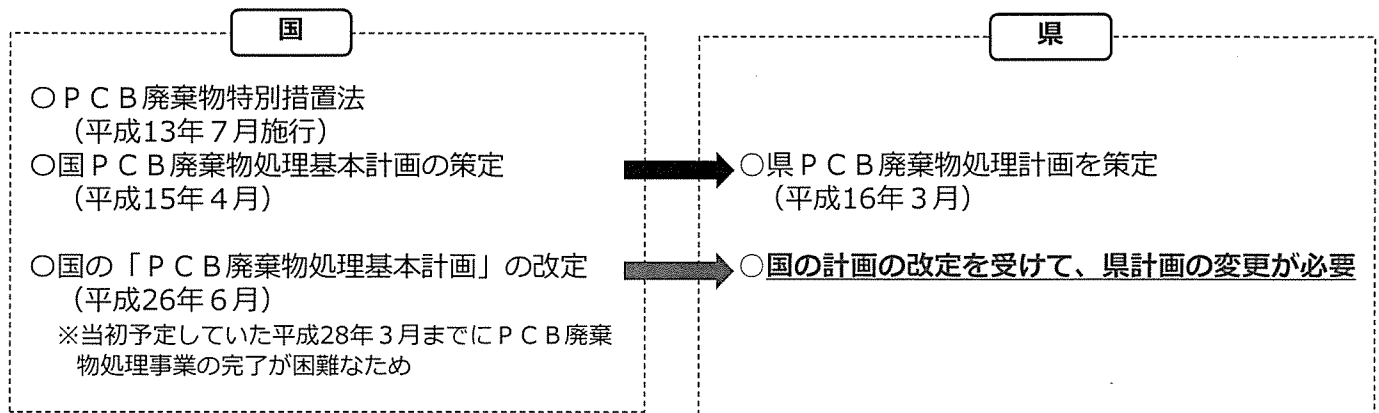 国
○ＰＣＢ廃棄物特別措置法
（平成13年７月施行）
○国ＰＣＢ廃棄物処理基本計画の策定
（平成15年４月）
○国の「ＰＣＢ廃棄物処理基本計画」の改定
（平成26年６月）
※当初予定していた平成28年３月までにＰＣＢ廃棄
物処理事業の完了が困難なため
県
○県ＰＣＢ廃棄物処理計画を策定
（平成16年３月）
○国の計画の改定を受けて、県計画の変更が必要